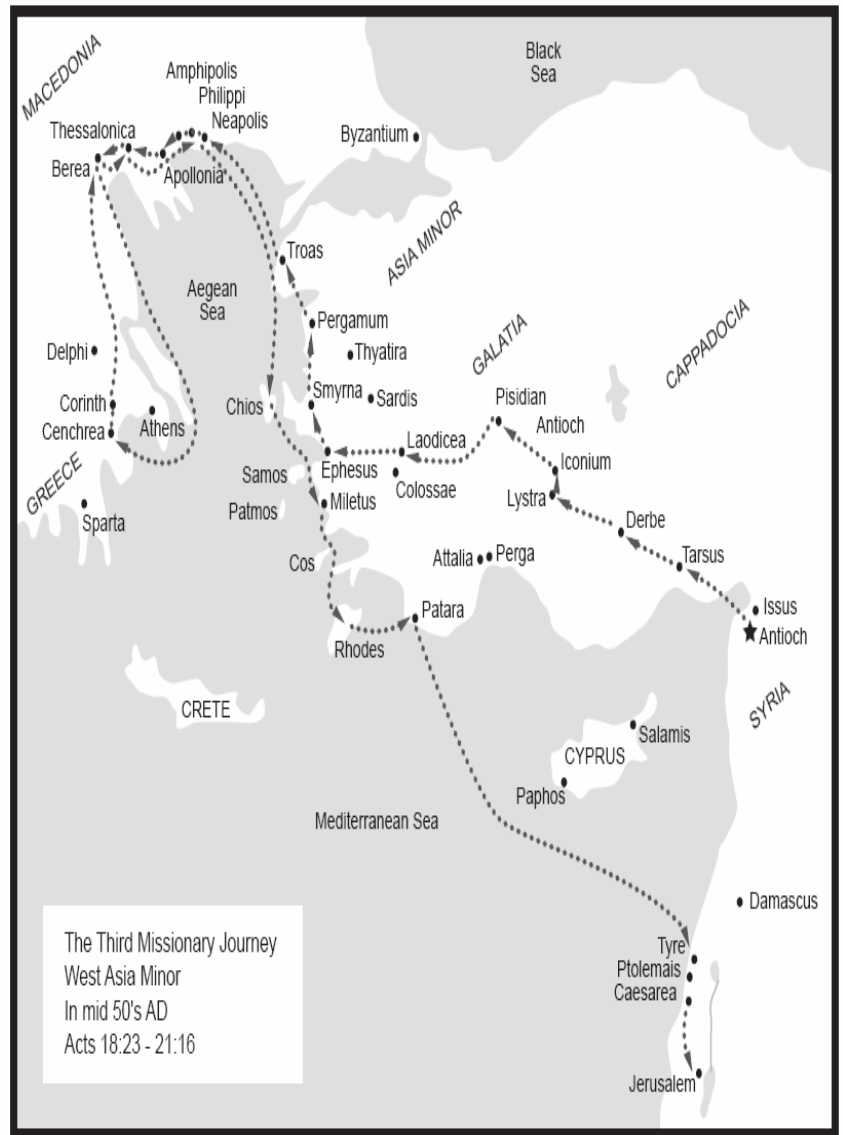 Black
Sea
MACEDONIA
Amphipolis
Philippi
Neapolis
Thessalonica
Byzantium
Berea
Apollonia
Troas
ASIA MINOR
Aegean
Sea
Pergamum
Thyatira
Delphi
GALATIA
CAPPADOCIA
Corinth
Cenchrea
Athens
Chios
Smyrna
Sardis
Pisidian
Antioch
Laodicea
Iconium
Ephesus
Colossae
Samos
Lystra
GREECE
Sparta
Patmos
Miletus
Derbe
Cos
Attalia
Perga
Tarsus
Patara
Issus
Antioch
Rhodes
CRETE
SYRIA
Salamis
CYPRUS
Paphos
Mediterranean Sea
Damascus
Tyre
Ptolemais
Caesarea
Jerusalem
The Third Missionary Journey
West Asia Minor
In mid 50's AD
Acts 18:23 - 21:16